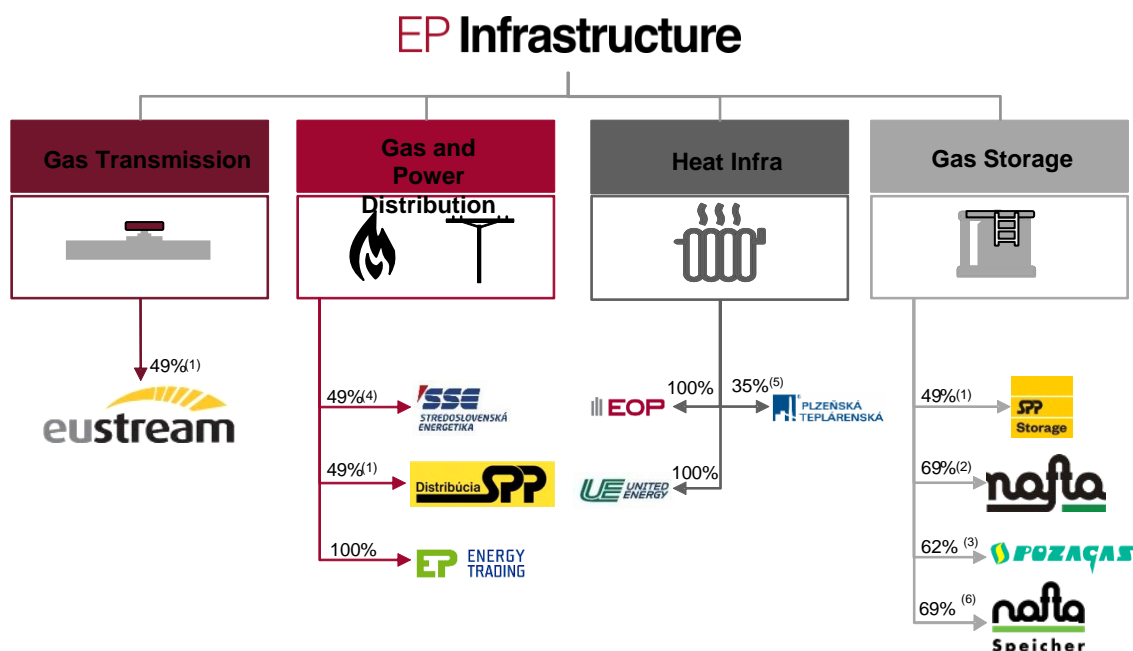 EP Infrastructure
Gas Transmission
Gas and
Power
Distribution
Heat Infra
Gas Storage
49%(1)
eustream
49%(4)
SSE
STREDOSLOVENSKÁ
ENERGETIKA
49%(1)
Distribúcia SPP
100%
EP ENERGY
TRADING
100%
EOP
35%(5)
PLZEŇSKÁ
TEPLÁRENSKÁ
100%
UE UNITED
ENERGY
49%(1)
SPP
Storage
69%(2)
nafta
62% (3)
POZAGAS
69% (6)
nafta
Speicher